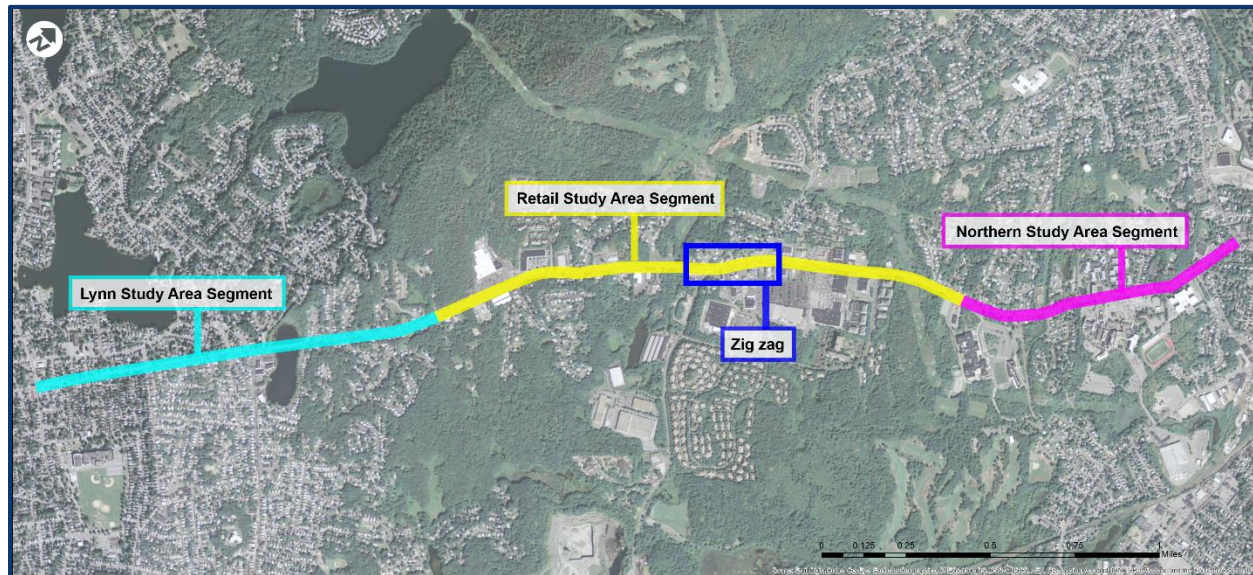 Retail Study Area Segment
Northern Study Area Segment
Lynn Study Area Segment
Zig zag
0 0.125 0.25 0.5 0.75 1
Miles